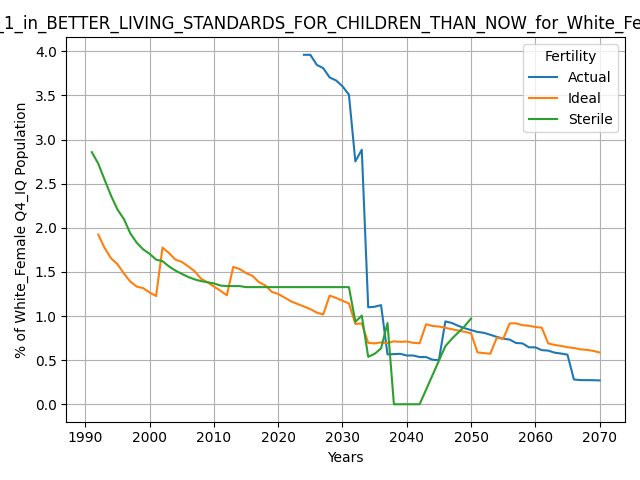 _1_in_BETTER_LIVING_STANDARDS_FOR_CHILDREN_THAN_NOW_for_White_Fe
% of White_Female Q4_IQ Population
4.0
3.5
3.0
2.5
2.0
1.5
1.0
0.5
0.0
Fertility
Actual
Ideal
Sterile
1990 2000 2010 2020 2030 2040 2050 2060 2070
Years